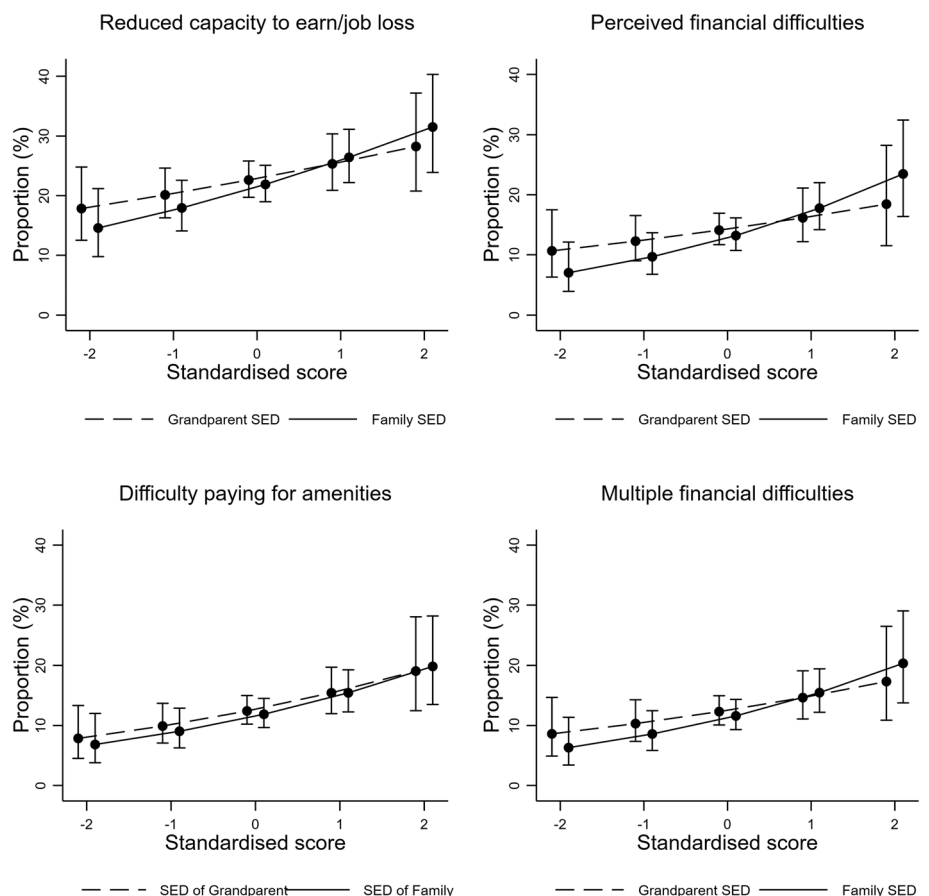 Reduced capacity to earn/job loss
Proportion (%)
40
30
20
10
0
-2 -1 0 1 2
Standardised score
Grandparent SED Family SED
Perceived financial difficulties
Proportion (%)
40
30
20
10
0
-2 -1 0 1 2
Standardised score
Grandparent SED Family SED
Difficulty paying for amenities
Proportion (%)
40
30
20
10
0
-2 -1 0 1 2
Standardised score
SED of Grandparent SED of Family
Multiple financial difficulties
Proportion (%)
40
30
20
10
0
-2 -1 0 1 2
Standardised score
Grandparent SED Family SED